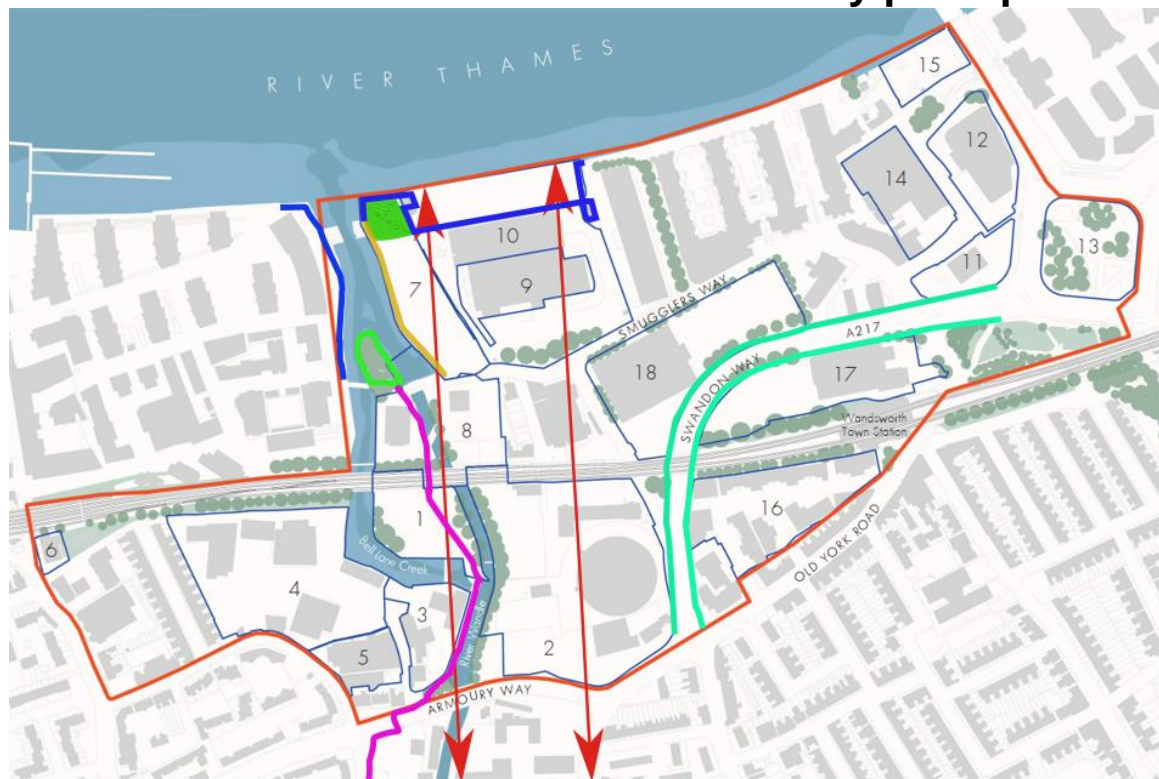 RIVER THAMES
15
12
14
13
10
11
7
9
SMUGGLERS WAY
A217
18
SWANDON WAY
17
Wandsworth
Town Station
8
16
1
6
Bell Lane Creek
OLD YORK ROAD
4
3
2
5
River Wandle
ARMOURY WAY